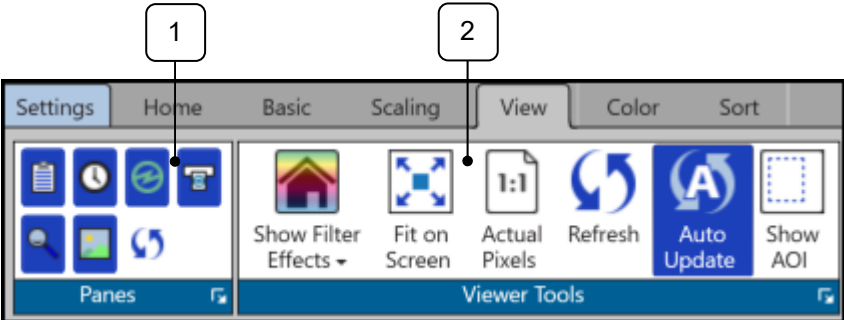 1
2
Settings
Home
Basic
Scaling
View
Color
Sort
1:1
A
Show Filter
Effects
Fit on
Screen
Actual
Pixels
Refresh
Auto
Update
Show
AOI
Panes
Viewer Tools